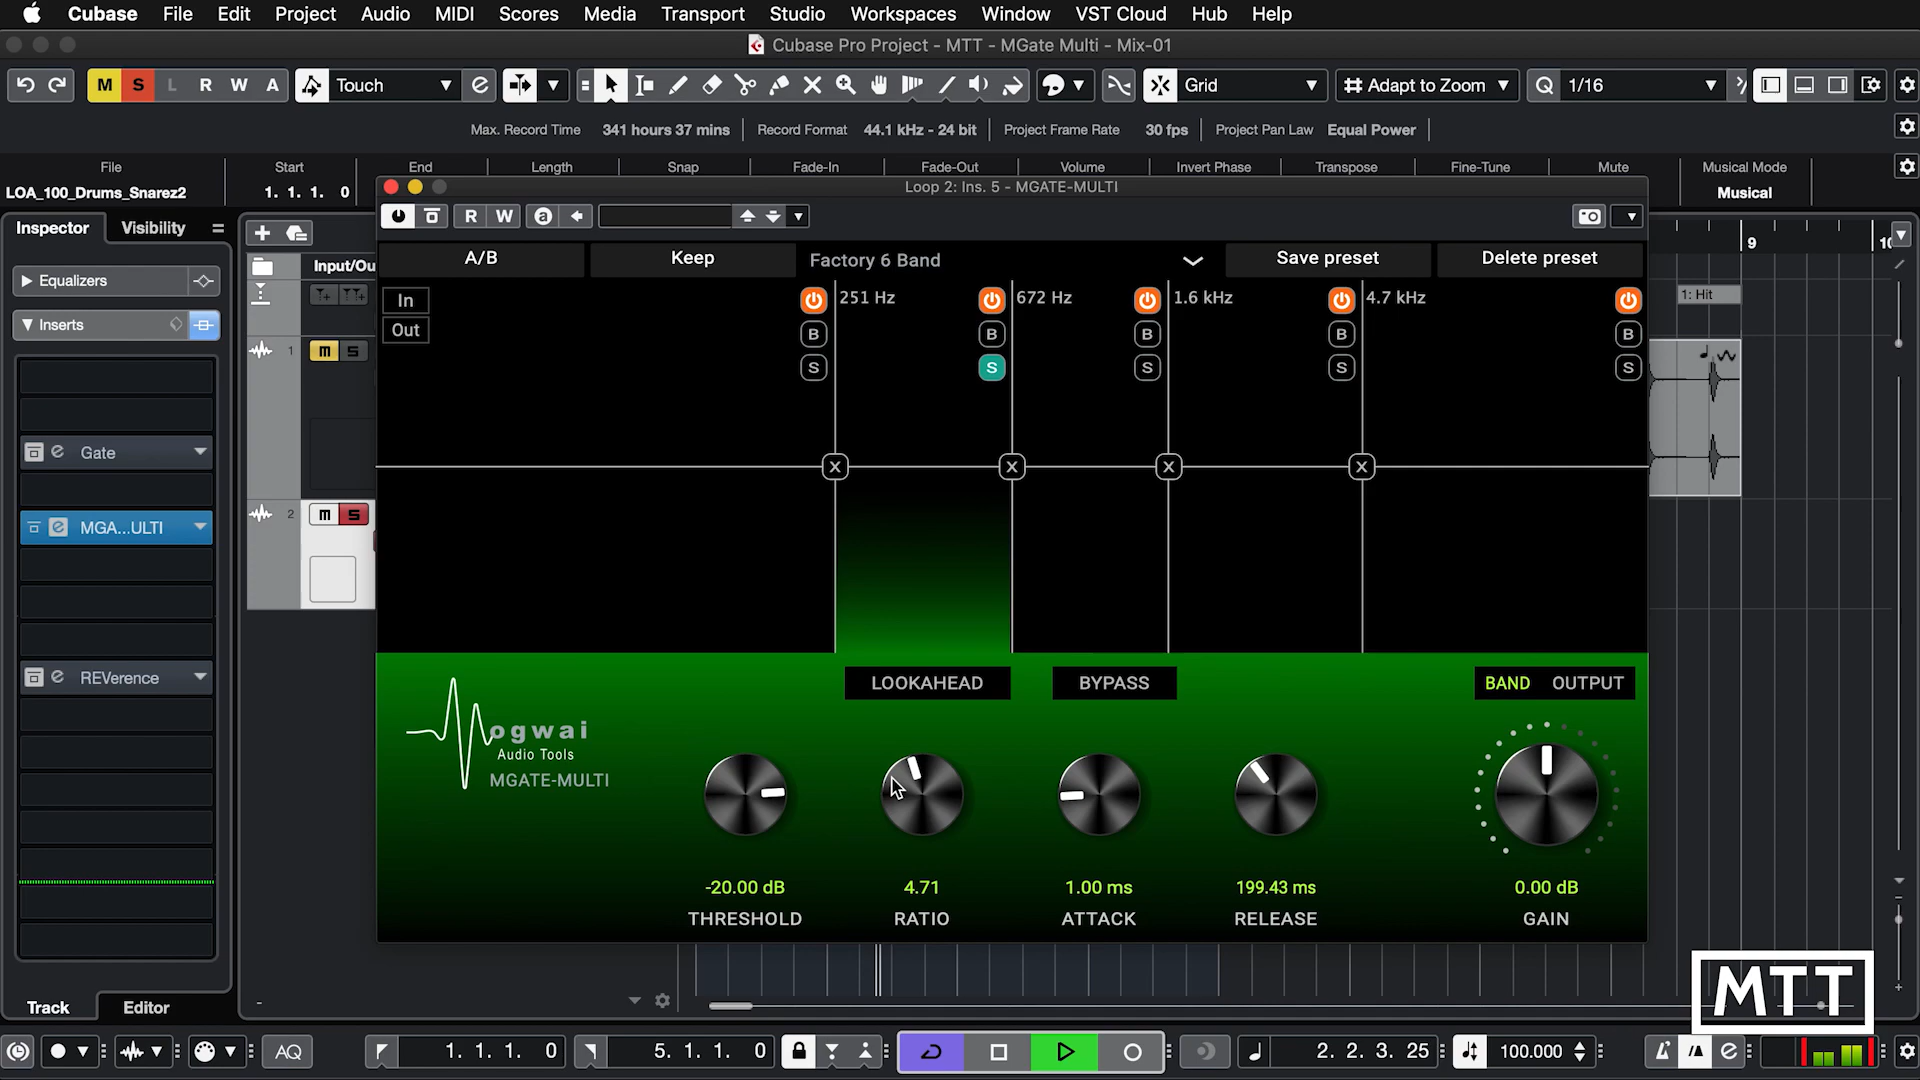 Cubase File Edit Project Audio MIDI Scores Media Transport Studio Workspaces Window VST Cloud Hub Help
Cubase Pro Project - MTT - MGate Multi - Mix-01
M S L R W A Touch e Grid Adapt to Zoom Q 1/16
Max. Record Time 341 hours 37 mins Record Format 44.1 kHz - 24 bit Project Frame Rate 30 fps Project Pan Law Equal Power
File Start End Length Snap Fade-In Fade-Out Volume Invert Phase Transpose Fine-Tune Mute Musical Mode
LOA_100_Drums_Snarez2 1. 1. 1. 0 Musical
Loop 2: Ins. 5 - MGATE-MULTI
Inspector Visibility
R W a
9
A/B Keep Factory 6 Band Save preset Delete preset
Input/Ou
Equalizers
In 251 Hz 672 Hz 1.6 kHz 4.7 kHz
1: Hit
Inserts
Out B B B B B
1 m S
S S S S S
Gate
X X X X
2 m S
MGA...ULTI
REVerence
LOOKAHEAD BYPASS BAND OUTPUT
ogwai
Audio Tools
MGATE-MULTI
-20.00 dB 4.71 1.00 ms 199.43 ms 0.00 dB
THRESHOLD RATIO ATTACK RELEASE GAIN
MTT
Track Editor -
AQ 1. 1. 1. 0 5. 1. 1. 0 2. 2. 3. 25 100.000 e